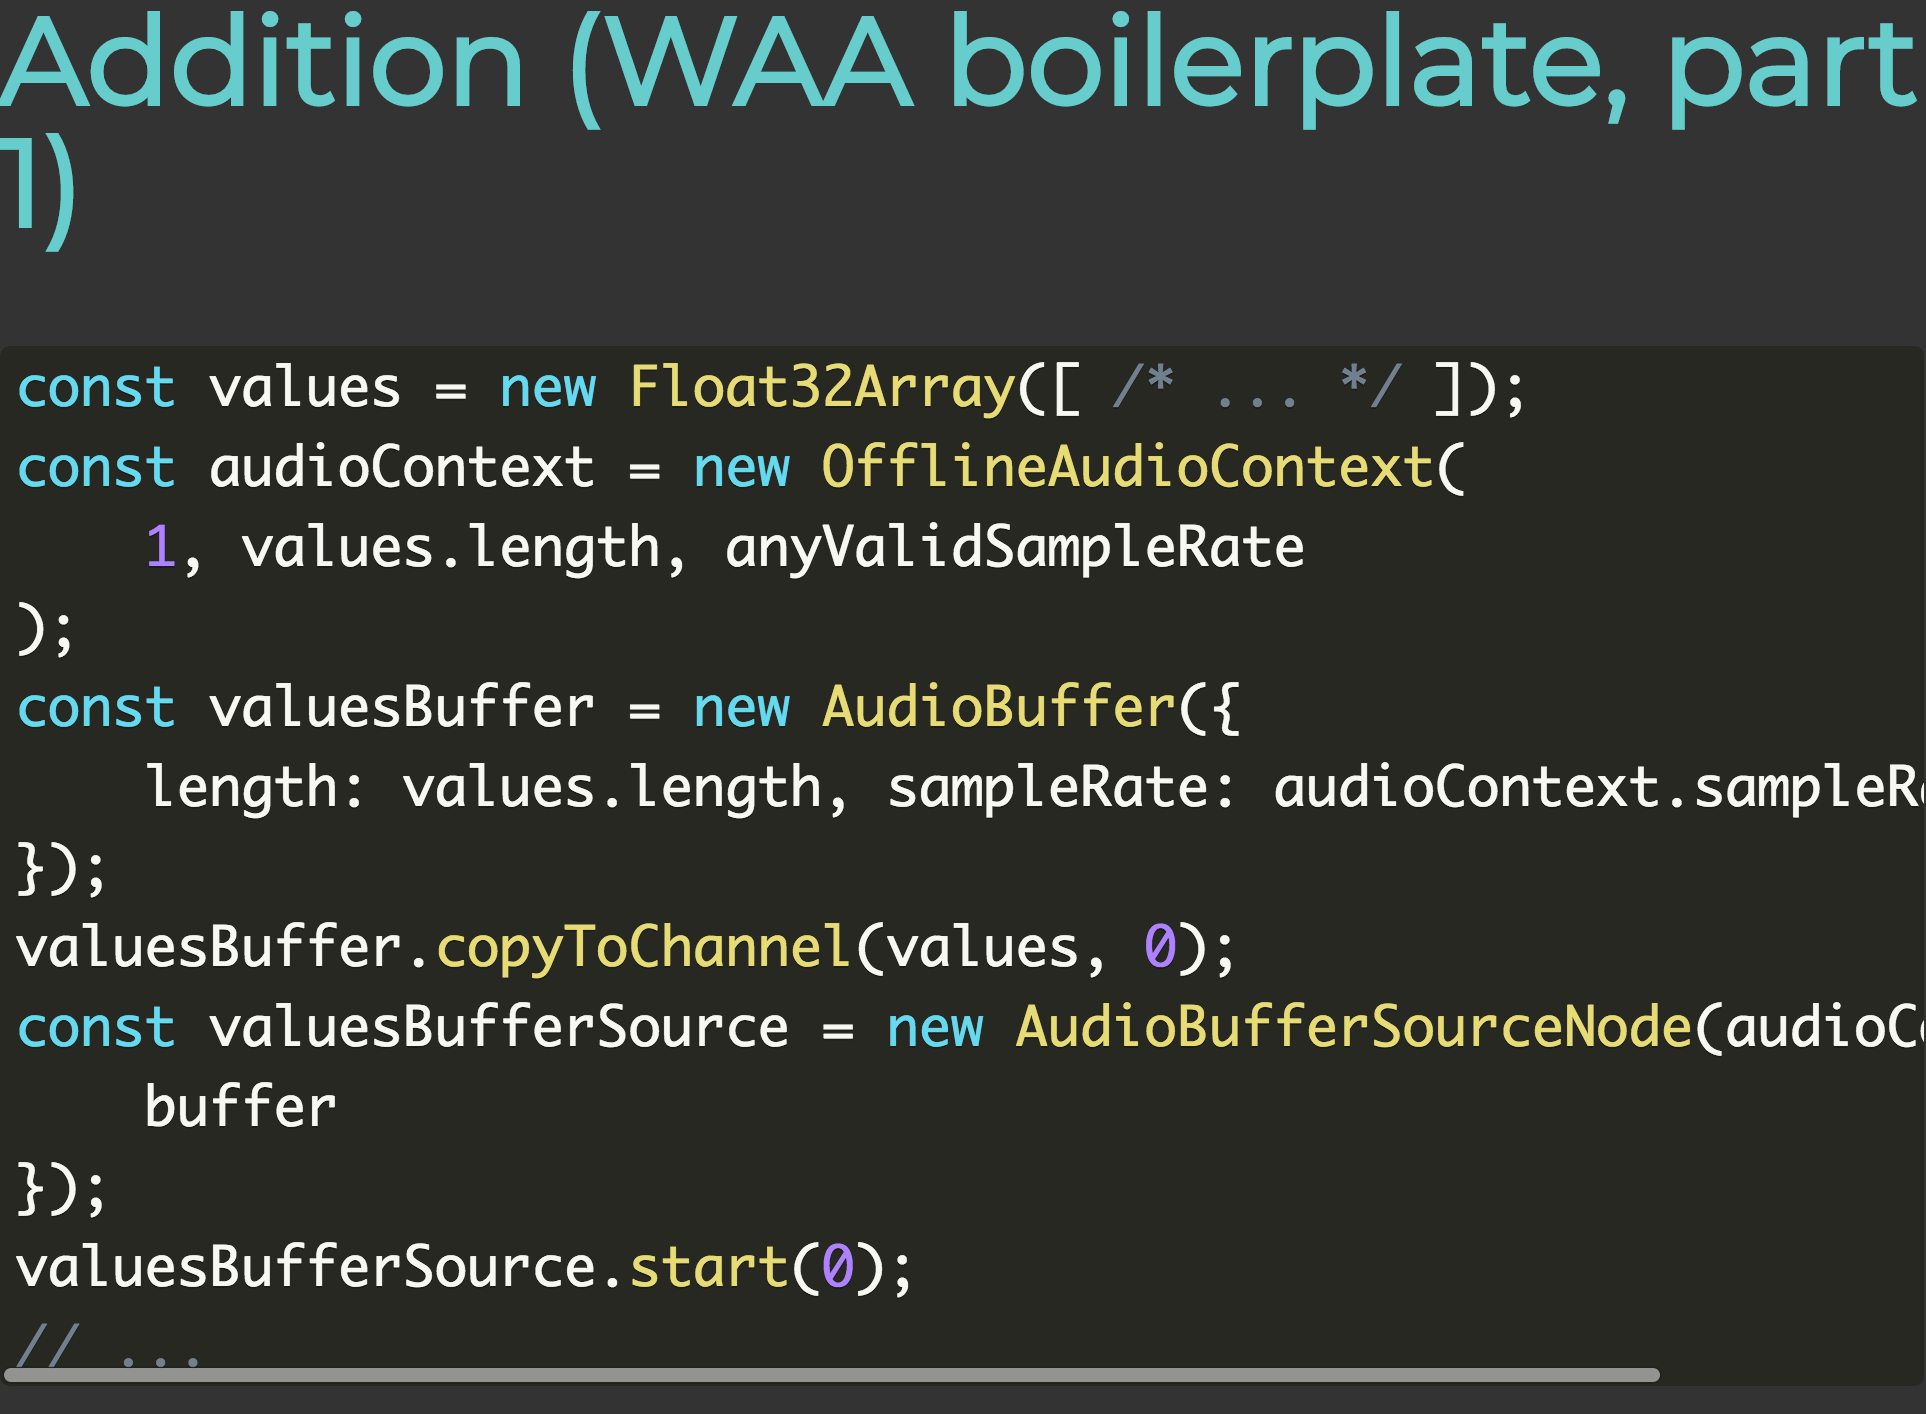 Addition (WAA boilerplate, part
1)
const values = new Float32Array([ /* ... */ ]);
const audioContext = new OfflineAudioContext(
    1, values.length, anyValidSampleRate
);
const valuesBuffer = new AudioBuffer({
    length: values.length, sampleRate: audioContext.sampleR
});
valuesBuffer.copyToChannel(values, 0);
const valuesBufferSource = new AudioBufferSourceNode(audioC
    buffer
});
valuesBufferSource.start(0);
// ...